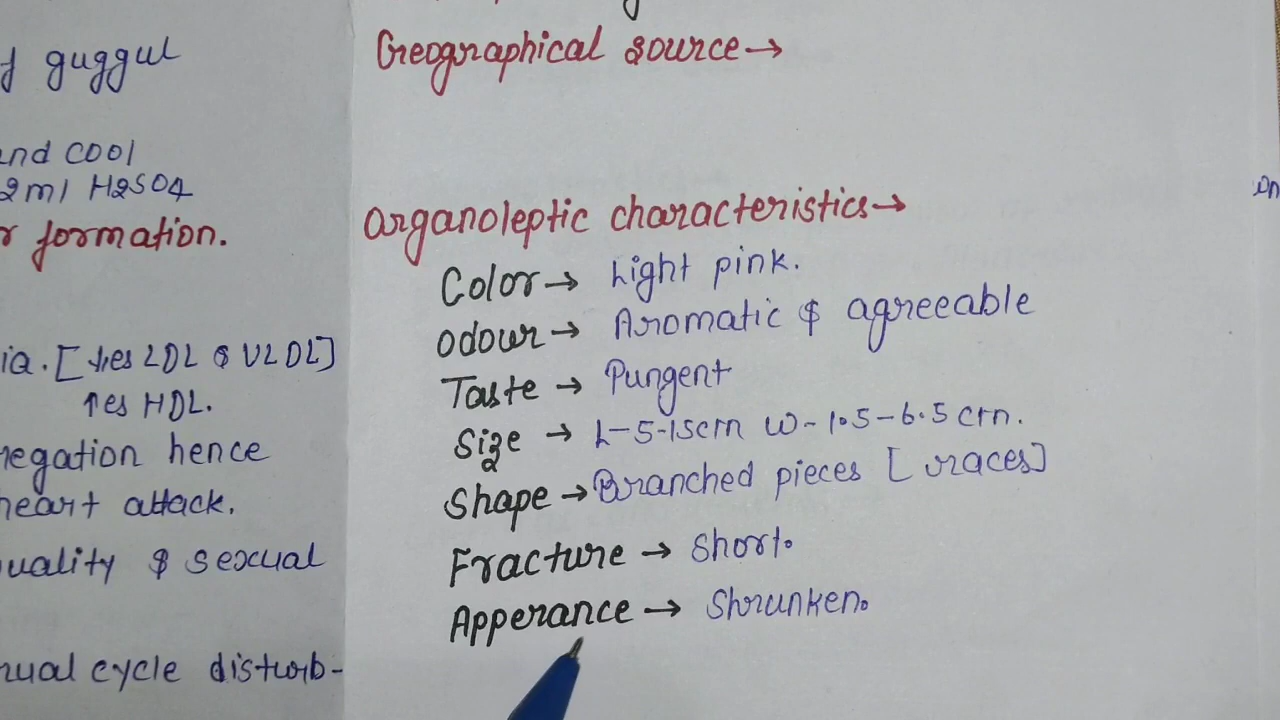 guggul
and cool
2ml H2SO4
formation.
ia. [↓es LDL & VLDL]
↑es HDL.
regation hence
heart attack.
uality & sexual
rual cycle disturb-
Greographical source→
Organoleptic characteristics→
Color→ Light pink.
Odour→ Aromatic & agreeable
Taste → Pungent
Size → L-5-15cm W-1.5-6.5 cm.
Shape → Branched pieces [races]
Fracture → Short.
Apperance → Shrunken.